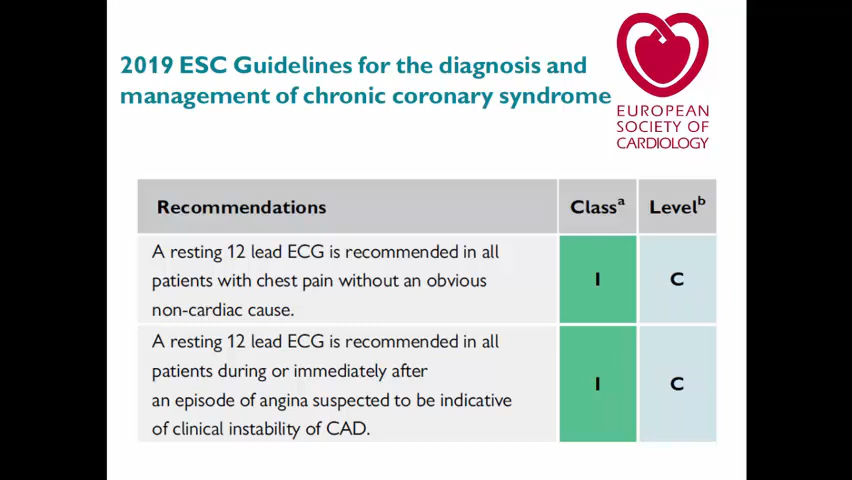 2019 ESC Guidelines for the diagnosis and
management of chronic coronary syndrome
EUROPEAN
SOCIETY OF
CARDIOLOGY
Recommendations Classᵃ Levelᵇ
A resting 12 lead ECG is recommended in all
patients with chest pain without an obvious
non-cardiac cause.
I C
A resting 12 lead ECG is recommended in all
patients during or immediately after
an episode of angina suspected to be indicative
of clinical instability of CAD.
I C